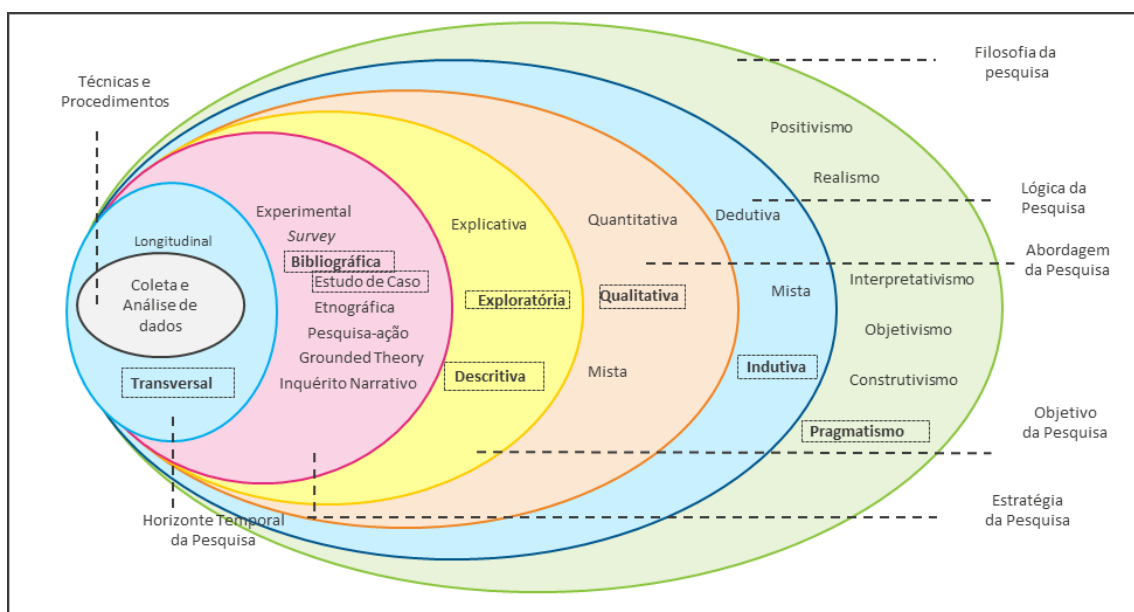 Técnicas e
Procedimentos
Filosofia da
pesquisa
Positivismo
Realismo
Lógica da
Pesquisa
Experimental
Survey
Bibliográfica
Estudo de Caso
Etnográfica
Pesquisa-ação
Grounded Theory
Inquérito Narrativo
Longitudinal
Coleta e
Análise de
dados
Transversal
Explicativa
Exploratória
Descritiva
Quantitativa
Qualitativa
Mista
Dedutiva
Mista
Indutiva
Abordagem
da Pesquisa
Interpretativismo
Objetivismo
Construtivismo
Pragmatismo
Objetivo
da Pesquisa
Estratégia
da Pesquisa
Horizonte Temporal
da Pesquisa